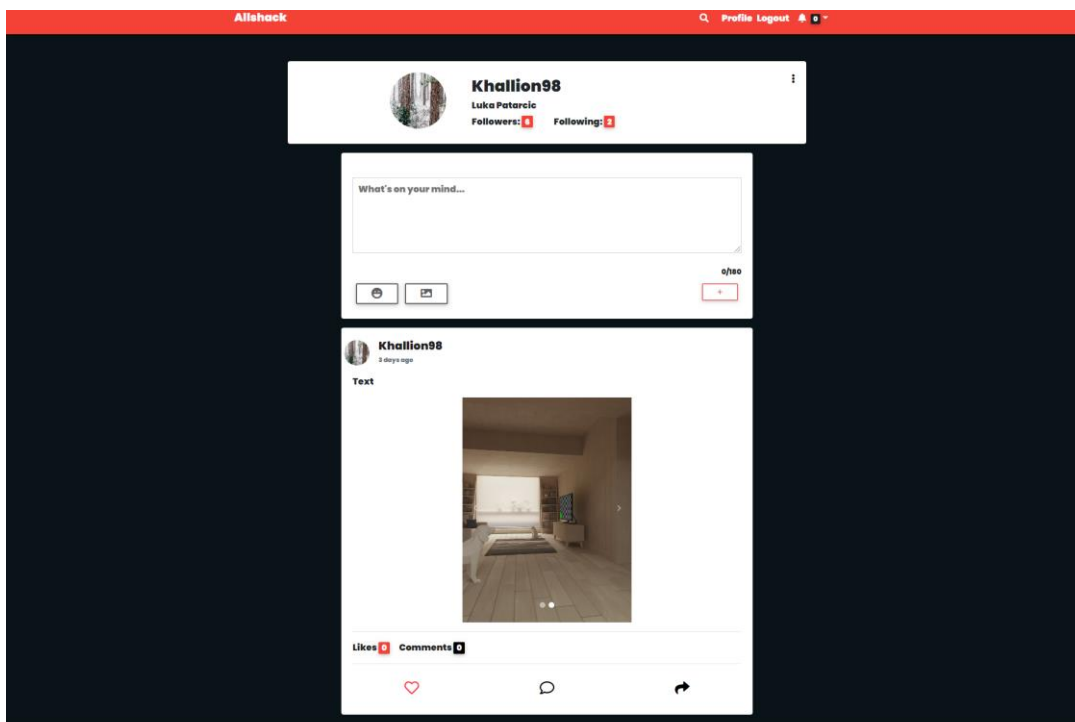 Allshack
Profile Logout 0
Khallion98
Luka Patarcic
Followers: 6 Following: 2
What's on your mind...
0/180
+
Khallion98
3 days ago
Text
Likes 0 Comments 0